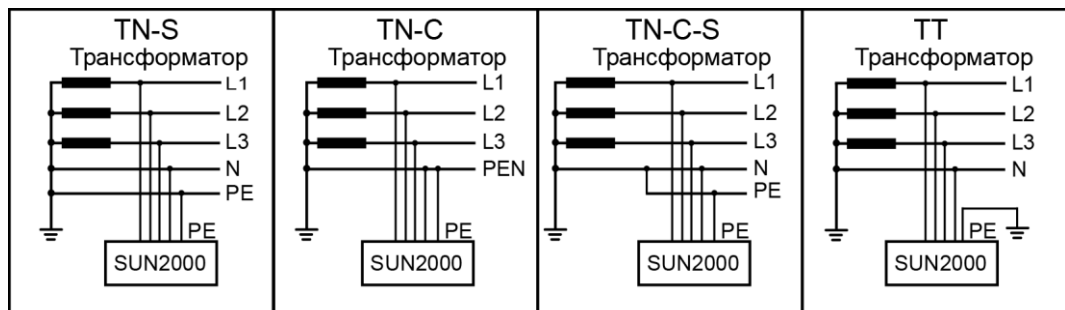 TN-S
Трансформатор
L1
L2
L3
N
PE
PE
SUN2000
TN-C
Трансформатор
L1
L2
L3
PEN
PE
SUN2000
TN-C-S
Трансформатор
L1
L2
L3
N
PE
PE
SUN2000
TT
Трансформатор
L1
L2
L3
N
PE
SUN2000